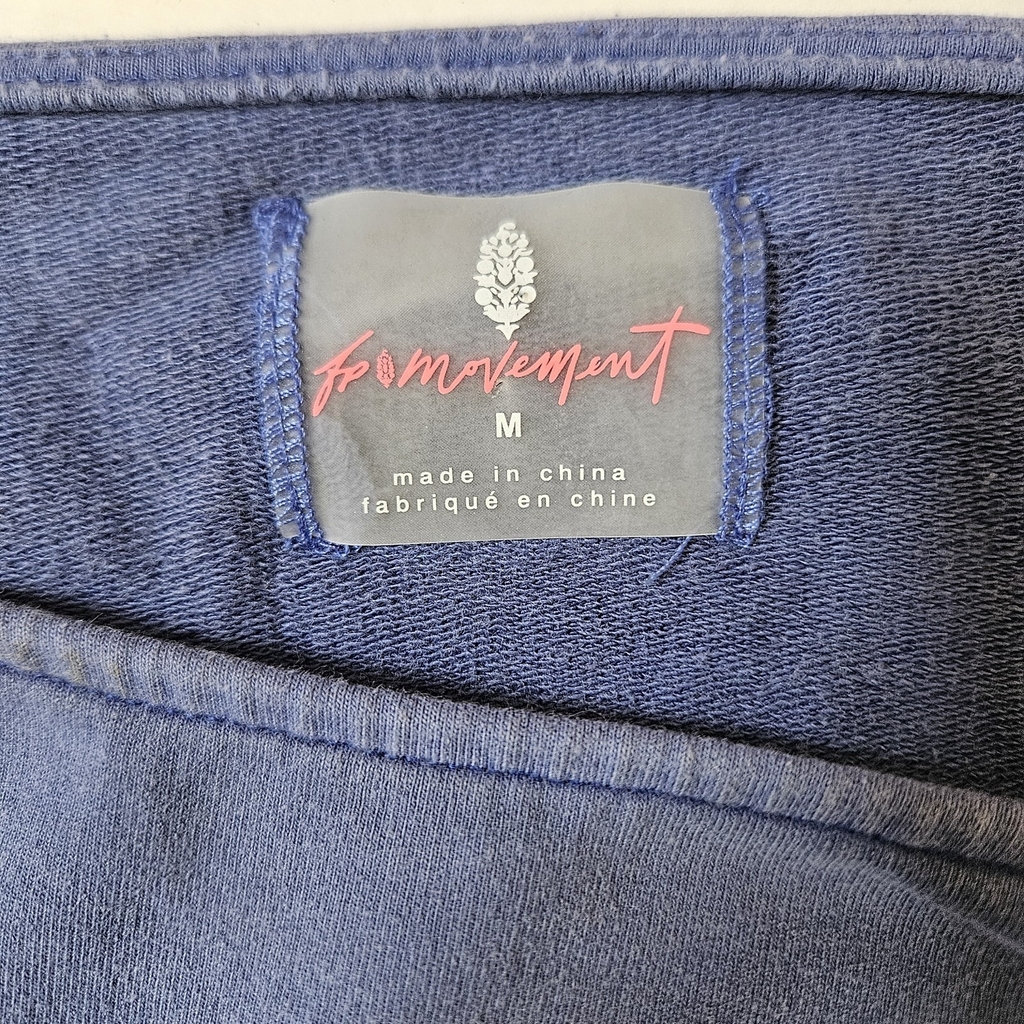 fp movement
M
made in china
fabriqué en chine